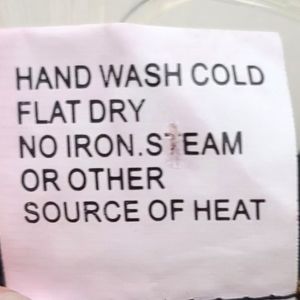 HAND WASH COLD
FLAT DRY
NO IRON.STEAM
OR OTHER
SOURCE OF HEAT